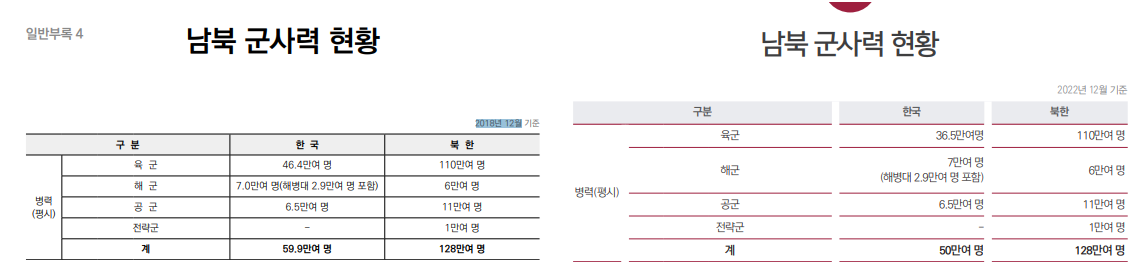 일반부록 4
남북 군사력 현황
2018년 12월 기준
구 분 한 국 북 한
병력
(평시)
육 군 46.4만여 명 110만여 명
해 군 7.0만여 명(해병대 2.9만여 명 포함) 6만여 명
공 군 6.5만여 명 11만여 명
전략군 - 1만여 명
계 59.9만여 명 128만여 명
남북 군사력 현황
2022년 12월 기준
구분 한국 북한
병력(평시)
육군 36.5만여명 110만여 명
해군 7만여 명 6만여 명
(해병대 2.9만여 명 포함)
공군 6.5만여 명 11만여 명
전략군 - 1만여 명
계 50만여 명 128만여 명